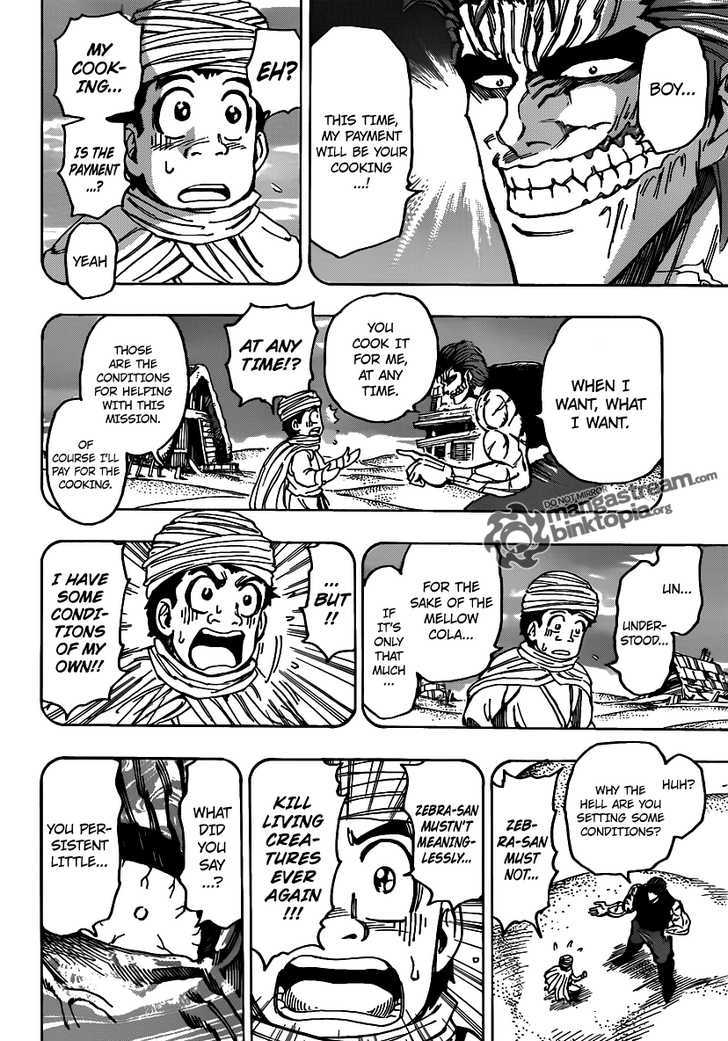 BOY...
THIS TIME,
MY PAYMENT
WILL BE YOUR
COOKING
...!
EH?
MY
COOK-
ING...
IS THE
PAYMENT
...?
YEAH
WHEN I
WANT, WHAT
I WANT.
YOU
COOK IT
FOR ME,
AT ANY
TIME.
AT ANY
TIME!?
THOSE
ARE THE
CONDITIONS
FOR HELPING
WITH THIS
MISSION.
OF
COURSE I'LL
PAY FOR THE
COOKING.
DO NOT MIRROR
mangastream.com
binktopia.org
UN...
UNDER-
STOOD...
FOR THE
SAKE OF THE
MELLOW
COLA...
IF
IT'S ONLY
THAT
MUCH
...
...
BUT
!!
I HAVE
SOME
CONDI-
TIONS
OF MY
OWN!!
HUH?
WHY THE
HELL ARE YOU
SETTING SOME
CONDITIONS?
ZEB-
RA-SAN
MUST
NOT...
ZEBRA-SAN
MUSTN'T
MEANING-
LESSLY...
KILL
LIVING
CREA-
TURES
EVER
AGAIN
!!!
WHAT
DID
YOU
SAY
...?
YOU PER-
SISTENT
LITTLE...